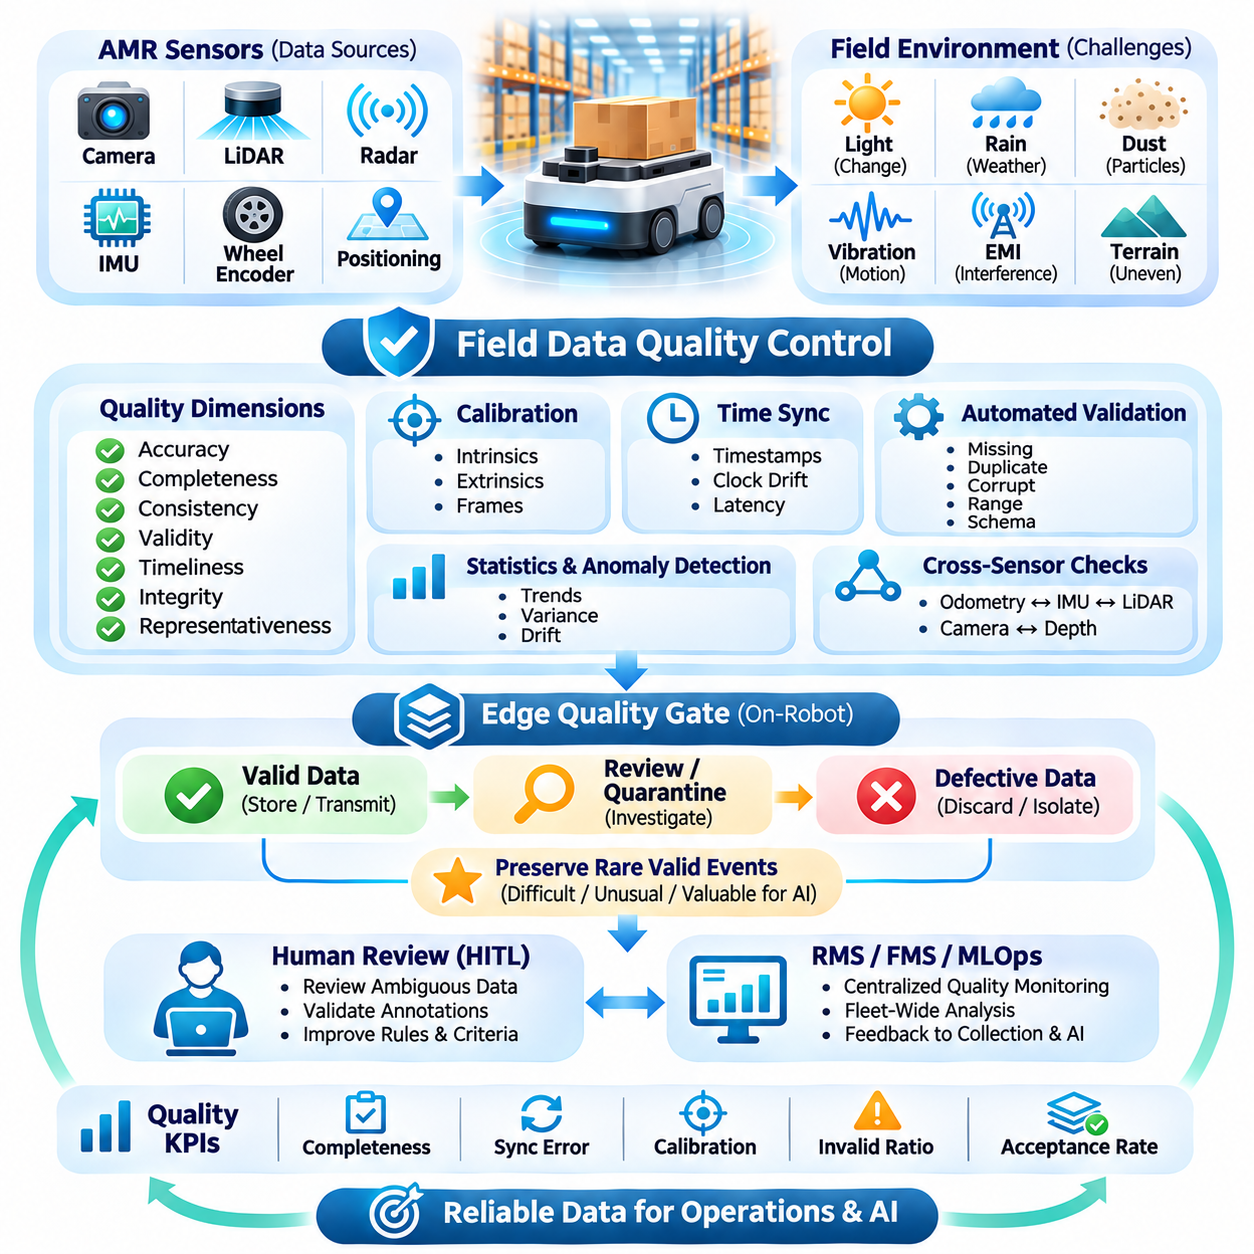 AMR Sensors (Data Sources)
Camera
LiDAR
Radar
IMU
Wheel
Encoder
Positioning
Field Environment (Challenges)
Light
(Change)
Rain
(Weather)
Dust
(Particles)
Vibration
(Motion)
EMI
(Interference)
Terrain
(Uneven)
Field Data Quality Control
Quality Dimensions
Accuracy
Completeness
Consistency
Validity
Timeliness
Integrity
Representativeness
Calibration
• Intrinsics
• Extrinsics
• Frames
Time Sync
• Timestamps
• Clock Drift
• Latency
Automated Validation
• Missing
• Duplicate
• Corrupt
• Range
• Schema
Statistics & Anomaly Detection
• Trends
• Variance
• Drift
Cross-Sensor Checks
• Odometry ↔ IMU ↔ LiDAR
• Camera ↔ Depth
Edge Quality Gate (On-Robot)
Valid Data
(Store / Transmit)
Review /
Quarantine
(Investigate)
Defective Data
(Discard / Isolate)
Preserve Rare Valid Events
(Difficult / Unusual / Valuable for AI)
Human Review (HITL)
• Review Ambiguous Data
• Validate Annotations
• Improve Rules & Criteria
RMS / FMS / MLOps
• Centralized Quality Monitoring
• Fleet-Wide Analysis
• Feedback to Collection & AI
Quality
KPIs
Completeness
Sync Error
Calibration
Invalid Ratio
Acceptance Rate
Reliable Data for Operations & AI